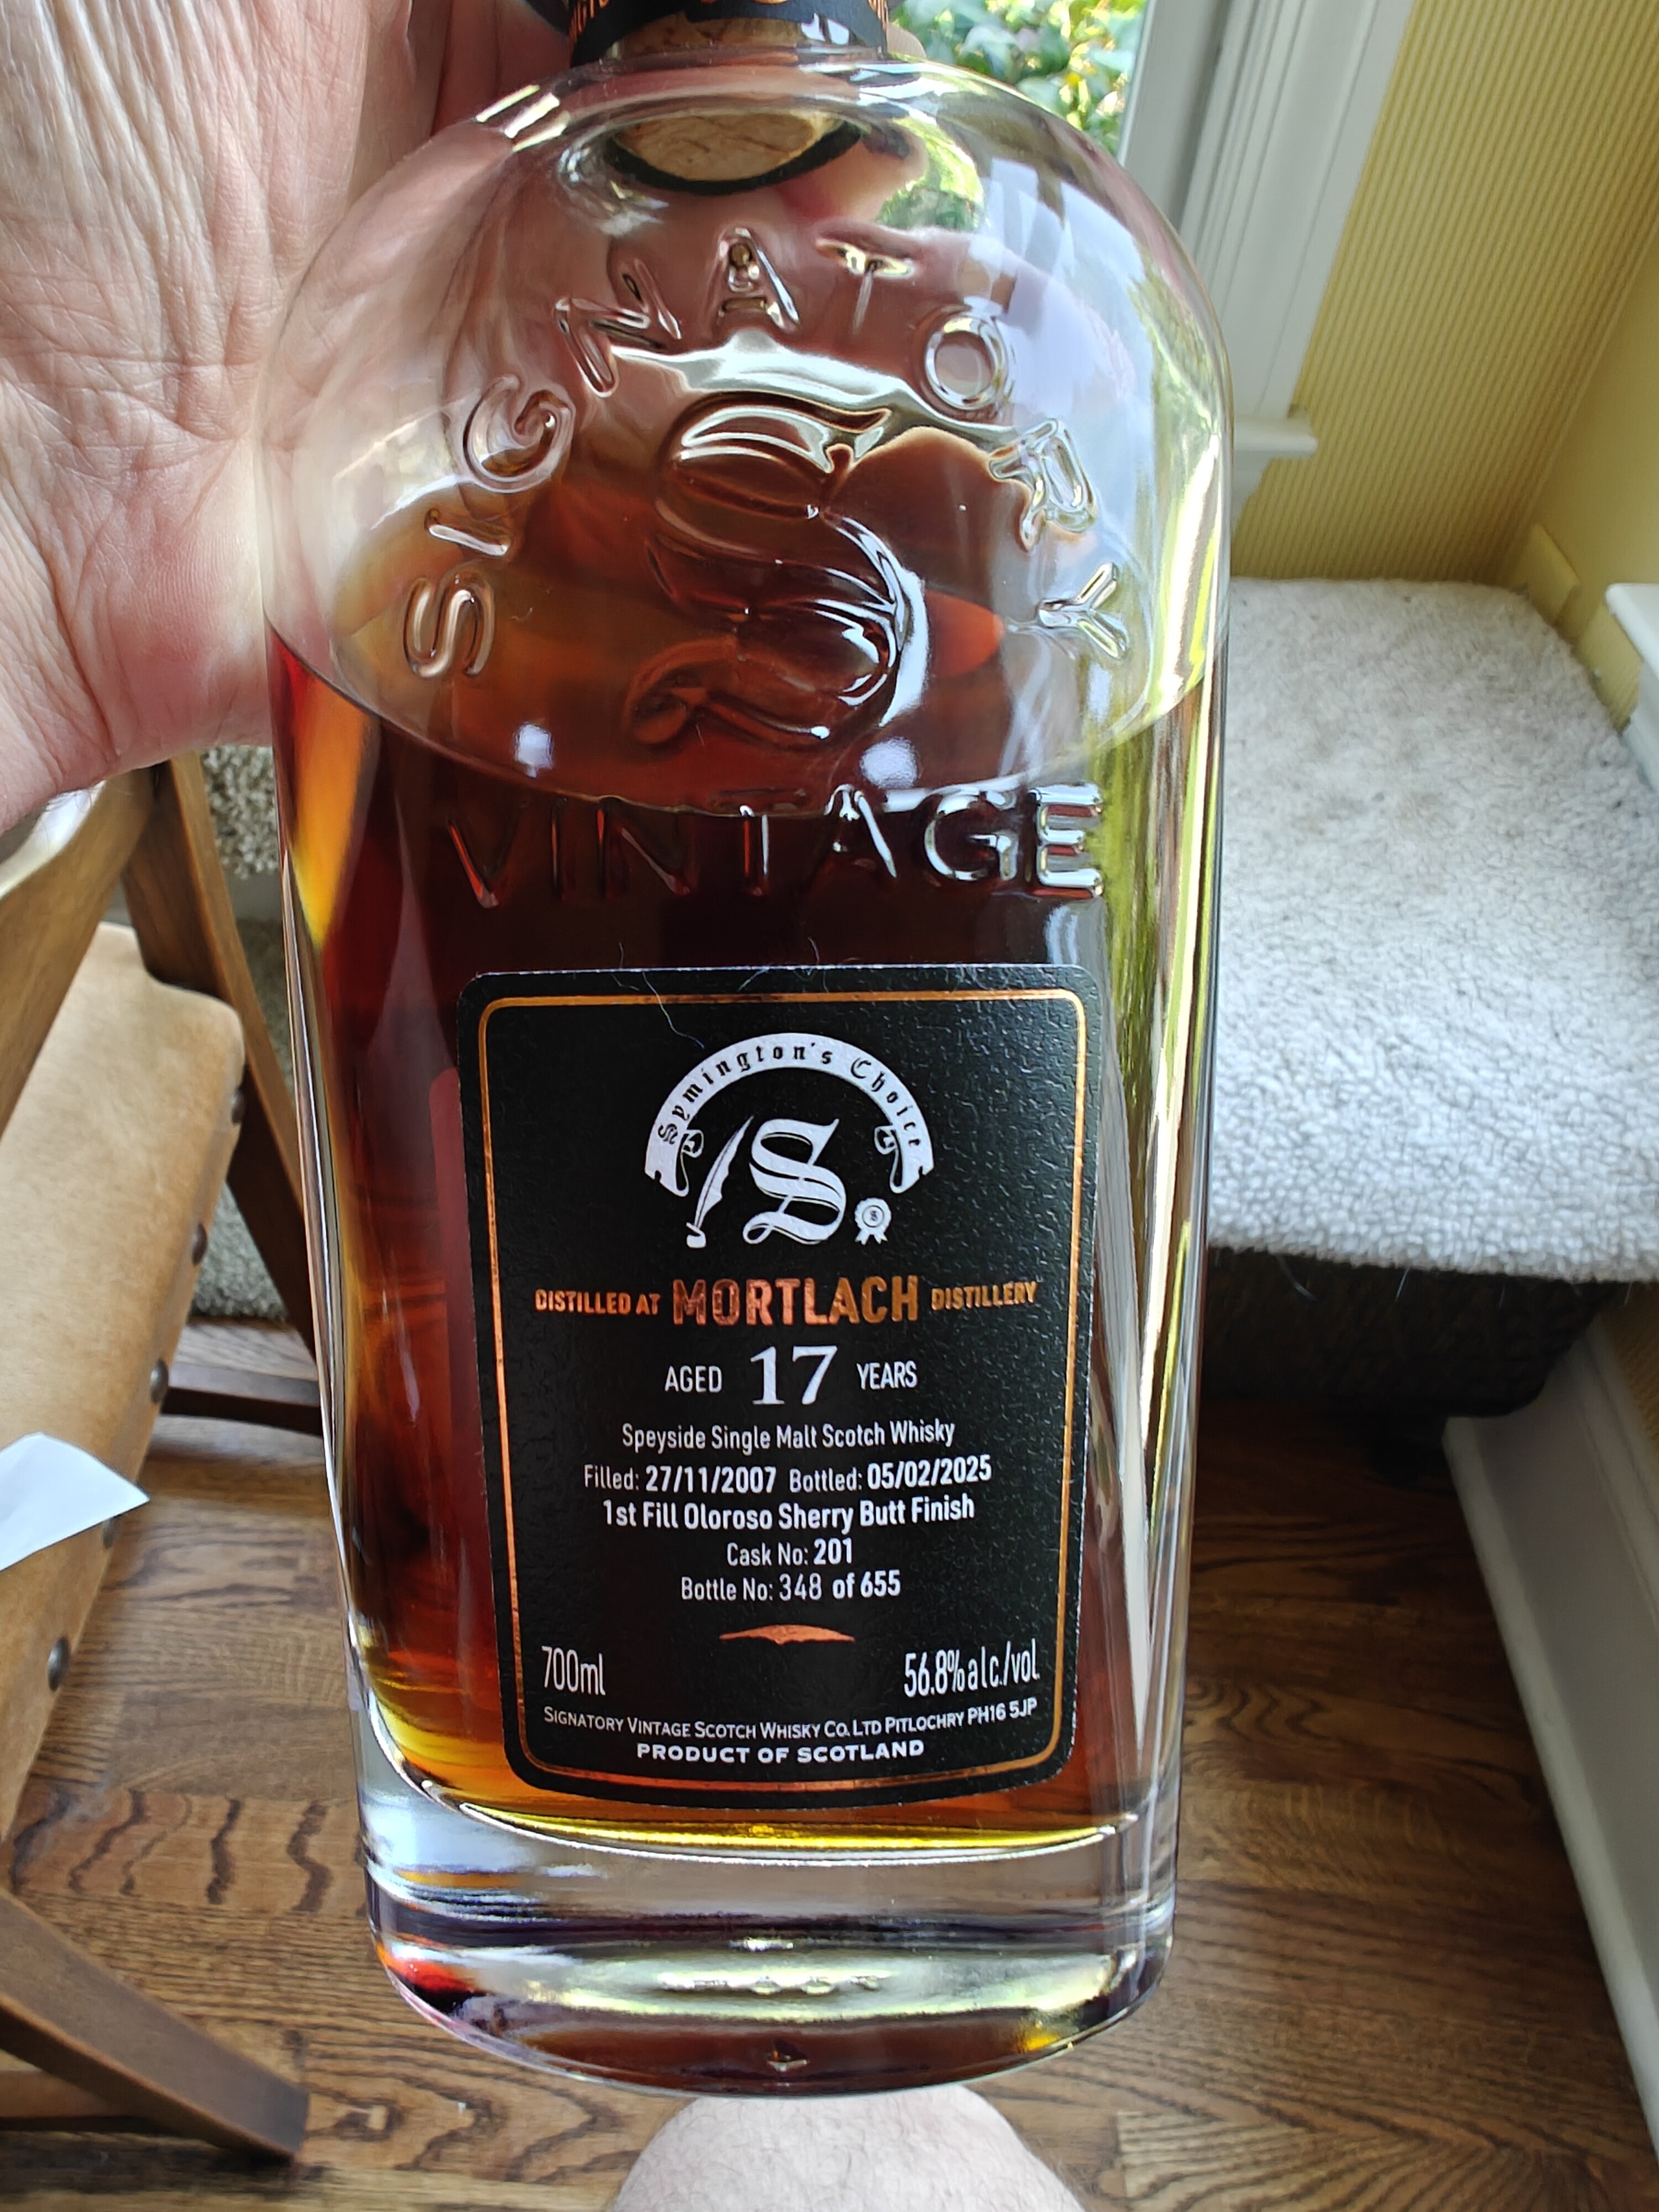 SIGNATORY
S
VINTAGE
Symington's Choice
S
DISTILLED AT MORTLACH DISTILLERY
AGED 17 YEARS
Speyside Single Malt Scotch Whisky
Filled: 27/11/2007 Bottled: 05/02/2025
1st Fill Oloroso Sherry Butt Finish
Cask No: 201
Bottle No: 348 of 655
700ml 56.8%alc./vol.
SIGNATORY VINTAGE SCOTCH WHISKY CO. LTD PITLOCHRY PH16 5JP
PRODUCT OF SCOTLAND